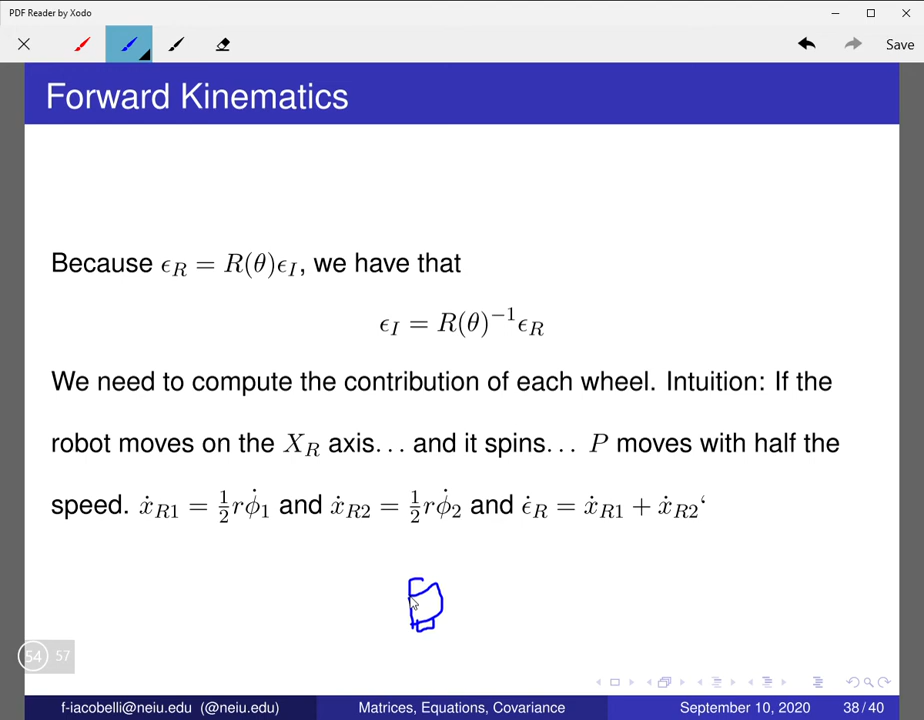 PDF Reader by Xodo
Save
Forward Kinematics
Because ϵ_R = R(θ)ϵ_I, we have that
ϵ_I = R(θ)^{−1}ϵ_R
We need to compute the contribution of each wheel. Intuition: If the
robot moves on the X_R axis... and it spins... P moves with half the
speed. ẋ_{R1} = ½rφ̇_1 and ẋ_{R2} = ½rφ̇_2 and ϵ̇_R = ẋ_{R1} + ẋ_{R2}‘
54 57
f-iacobelli@neiu.edu (@neiu.edu) Matrices, Equations, Covariance September 10, 2020 38 / 40